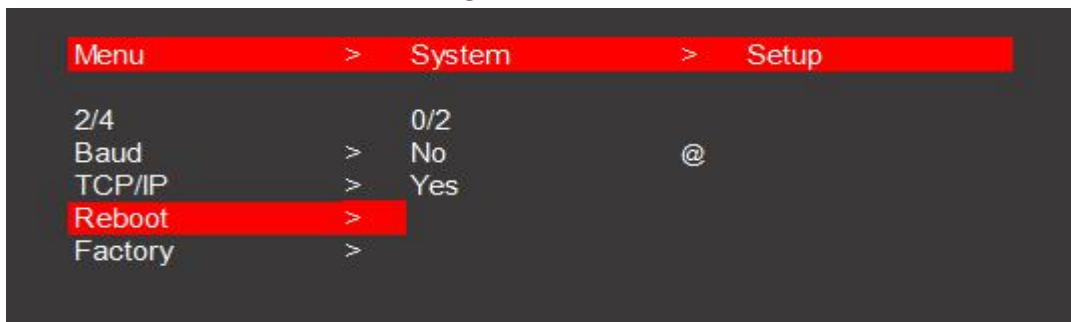 Menu > System > Setup
2/4 0/2
Baud > No @
TCP/IP > Yes
Reboot >
Factory >